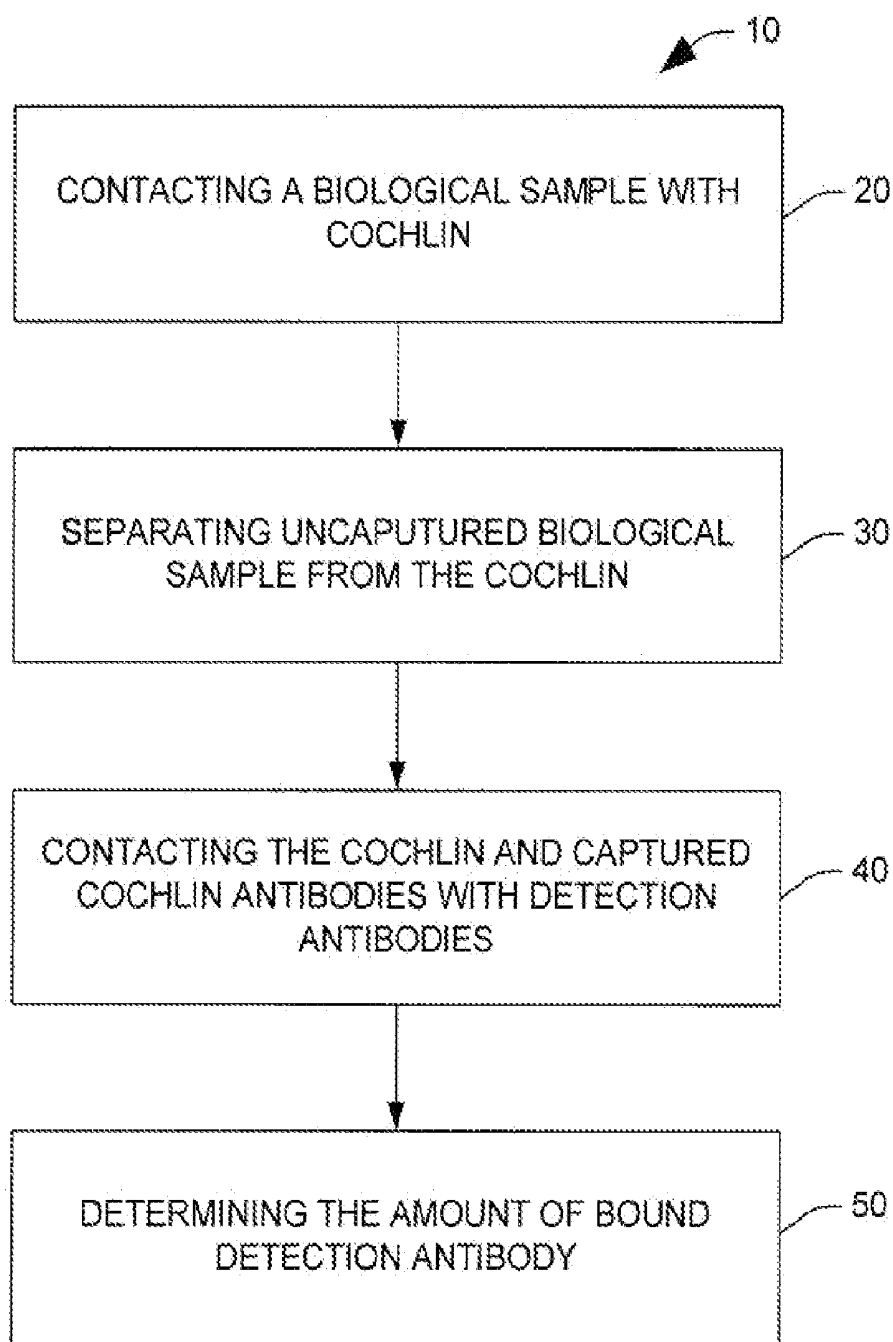 10
CONTACTING A BIOLOGICAL SAMPLE WITH
COCHLIN
20
SEPARATING UNCAPUTURED BIOLOGICAL
SAMPLE FROM THE COCHLIN
30
CONTACTING THE COCHLIN AND CAPTURED
COCHLIN ANTIBODIES WITH DETECTION
ANTIBODIES
40
DETERMINING THE AMOUNT OF BOUND
DETECTION ANTIBODY
50